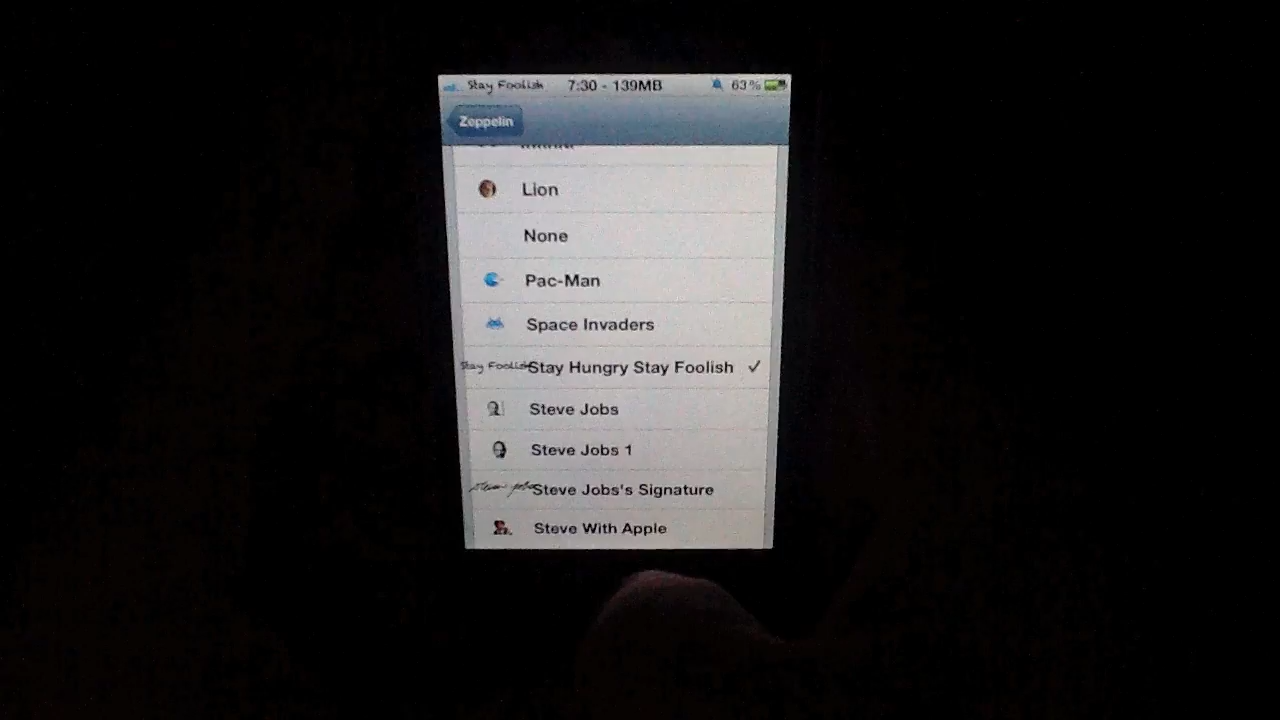 Stay Foolish 7:30 - 139MB 63%
Zeppelin
Lion
None
Pac-Man
Space Invaders
Stay Foolish Stay Hungry Stay Foolish ✓
Steve Jobs
Steve Jobs 1
Steve Jobs's Signature
Steve With Apple